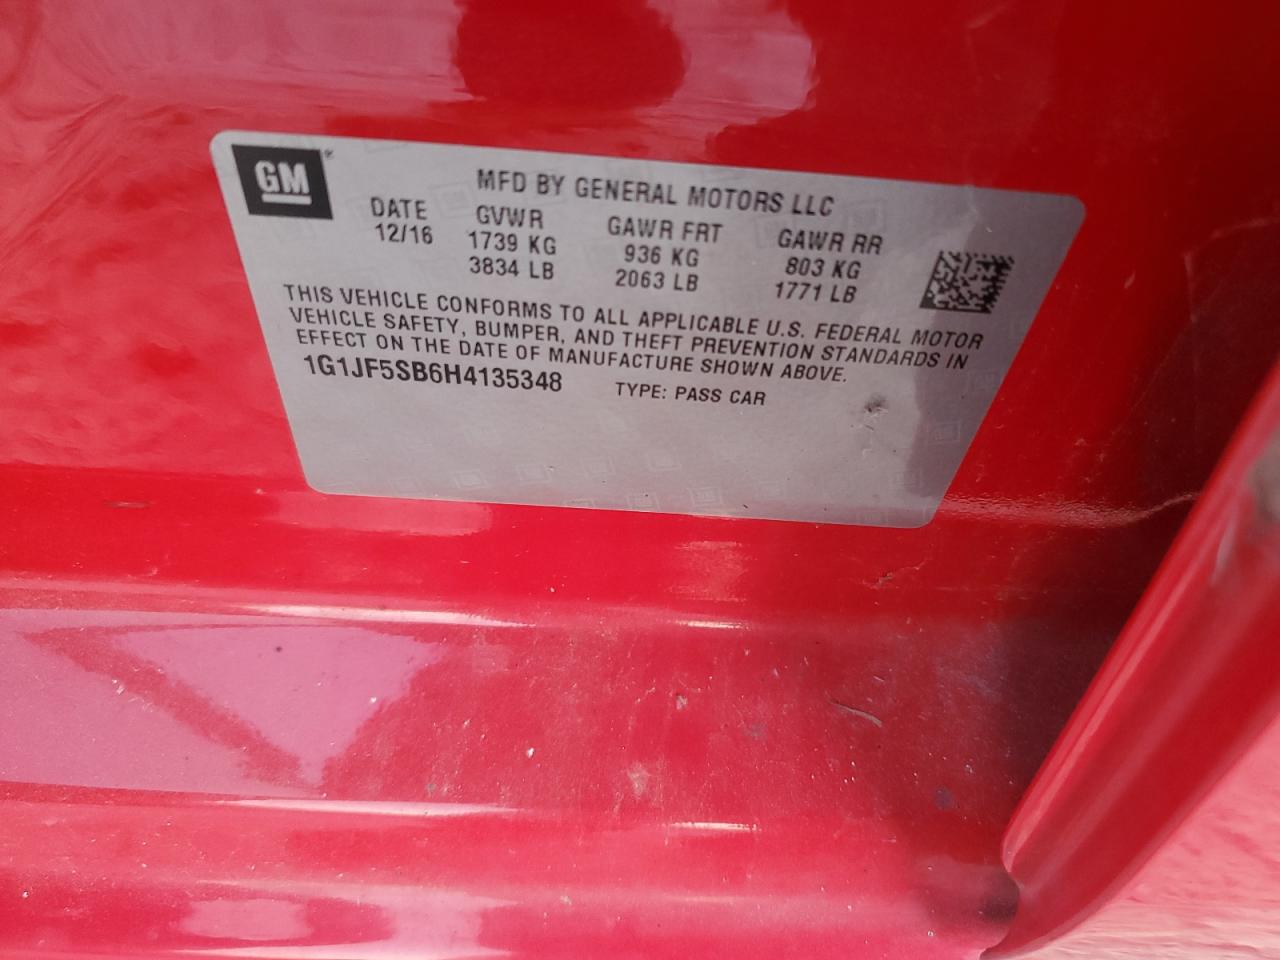 GM®
MFD BY GENERAL MOTORS LLC
DATE GVWR GAWR FRT GAWR RR
12/16 1739 KG 936 KG 803 KG
3834 LB 2063 LB 1771 LB
THIS VEHICLE CONFORMS TO ALL APPLICABLE U.S. FEDERAL MOTOR
VEHICLE SAFETY, BUMPER, AND THEFT PREVENTION STANDARDS IN
EFFECT ON THE DATE OF MANUFACTURE SHOWN ABOVE.
1G1JF5SB6H4135348 TYPE: PASS CAR